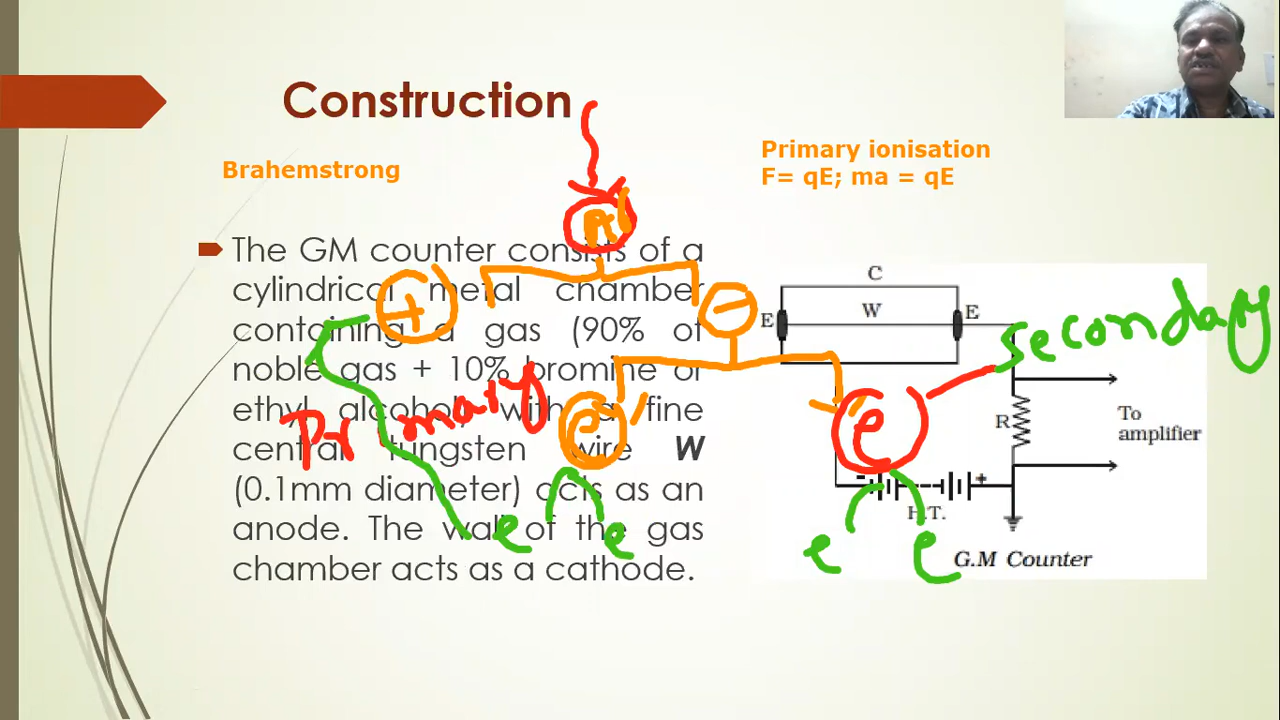 Construction
Brahemstrong
Primary ionisation
F= qE; ma = qE
The GM counter consists of a
cylindrical metal chamber
containing a gas (90% of
noble gas + 10% bromine or
ethyl alcohol) with a fine
central tungsten wire W
(0.1mm diameter) acts as an
anode. The wall of the gas
chamber acts as a cathode.
+
−
Primary
e
e
e
e
secondary
e
e
C
W
E
E
R
To
amplifier
-
+
H.T.
G.M Counter